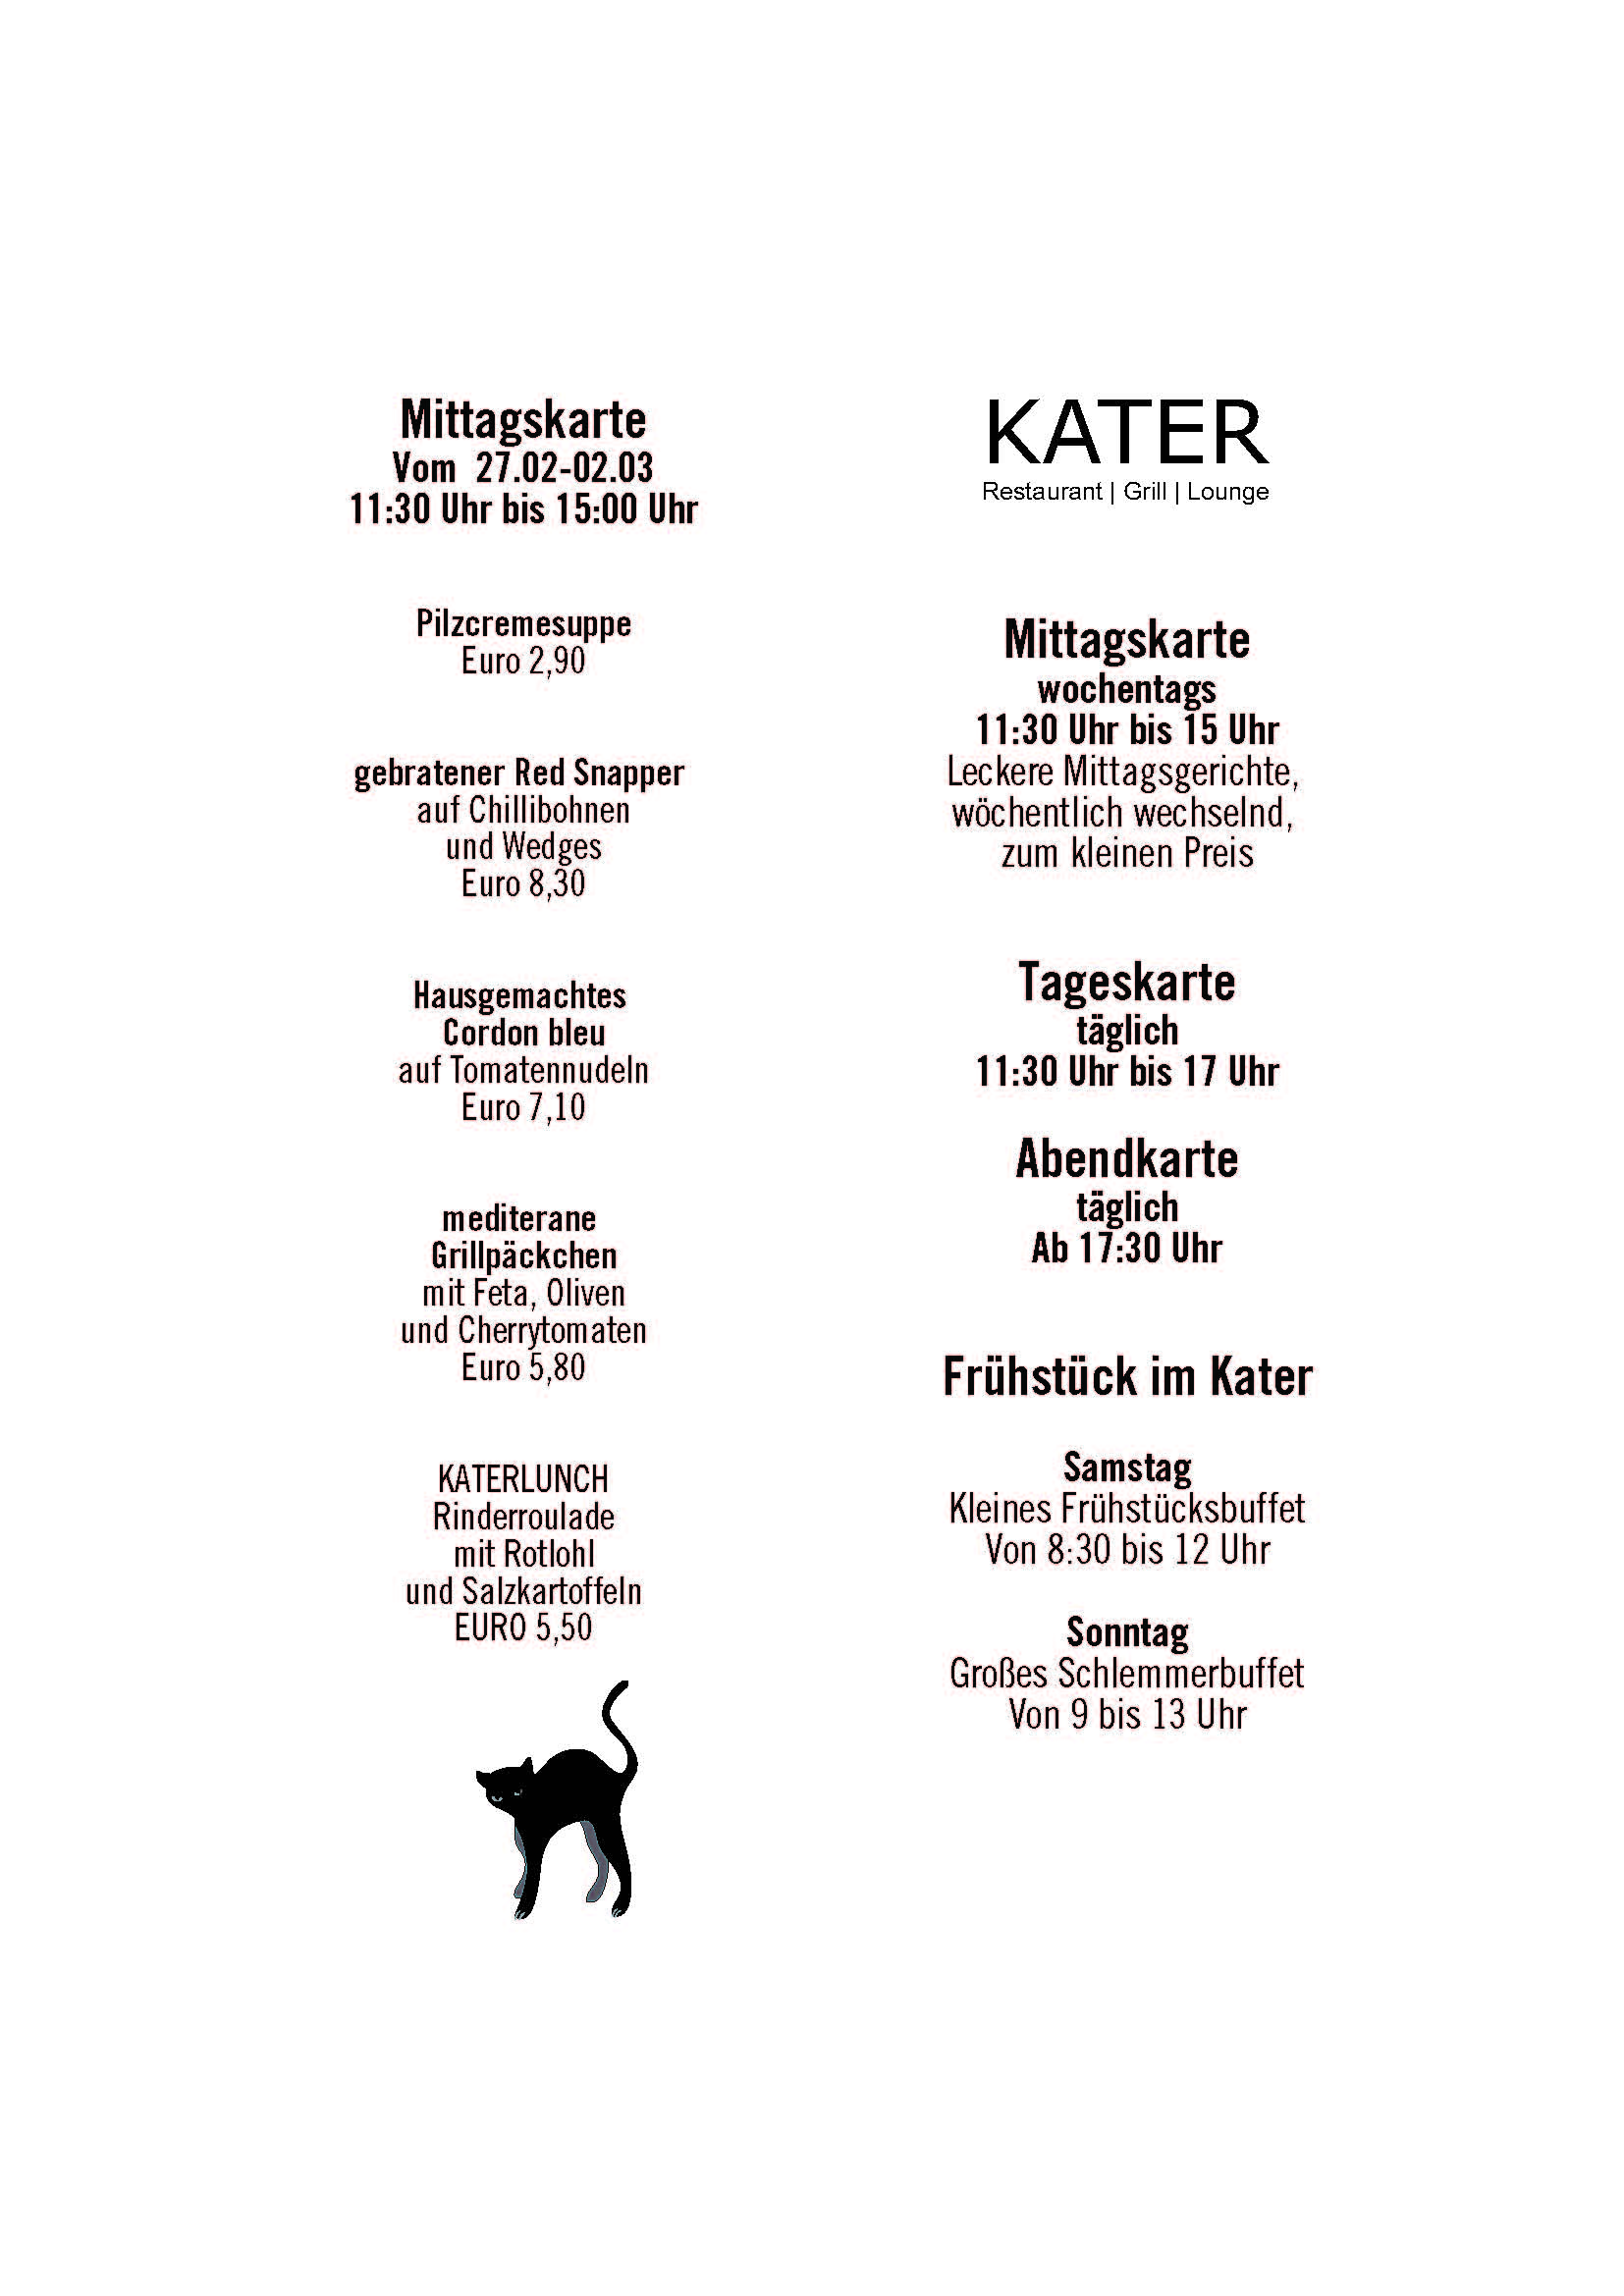 Mittagskarte
Vom 27.02-02.03
11:30 Uhr bis 15:00 Uhr
Pilzcremesuppe
Euro 2,90
gebratener Red Snapper
auf Chillibohnen
und Wedges
Euro 8,30
Hausgemachtes
Cordon bleu
auf Tomatennudeln
Euro 7,10
mediterane
Grillpäckchen
mit Feta, Oliven
und Cherrytomaten
Euro 5,80
KATERLUNCH
Rinderroulade
mit Rotlohl
und Salzkartoffeln
EURO 5,50
KATER
Restaurant | Grill | Lounge
Mittagskarte
wochentags
11:30 Uhr bis 15 Uhr
Leckere Mittagsgerichte,
wöchentlich wechselnd,
zum kleinen Preis
Tageskarte
täglich
11:30 Uhr bis 17 Uhr
Abendkarte
täglich
Ab 17:30 Uhr
Frühstück im Kater
Samstag
Kleines Frühstücksbuffet
Von 8:30 bis 12 Uhr
Sonntag
Großes Schlemmerbuffet
Von 9 bis 13 Uhr